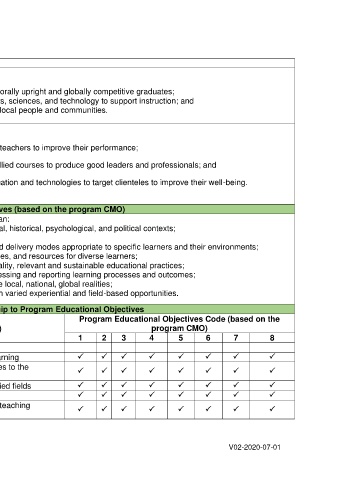 orally upright and globally competitive graduates;
s, sciences, and technology to support instruction; and
local people and communities.
teachers to improve their performance;
llied courses to produce good leaders and professionals; and
uation and technologies to target clienteles to improve their well-being.
ves (based on the program CMO)
an;
al, historical, psychological, and political contexts;
d delivery modes appropriate to specific learners and their environments;
es, and resources for diverse learners;
ality, relevant and sustainable educational practices;
essing and reporting learning processes and outcomes;
e local, national, global realities;
n varied experiential and field-based opportunities.
ship to Program Educational Objectives
Program Educational Objectives Code (based on the
) program CMO)
1 2 3 4 5 6 7 8
arning ✓ ✓ ✓ ✓ ✓ ✓ ✓ ✓
es to the ✓ ✓ ✓ ✓ ✓ ✓ ✓ ✓
ied fields ✓ ✓ ✓ ✓ ✓ ✓ ✓ ✓
✓ ✓ ✓ ✓ ✓ ✓ ✓ ✓
teaching ✓ ✓ ✓ ✓ ✓ ✓ ✓ ✓
V02-2020-07-01